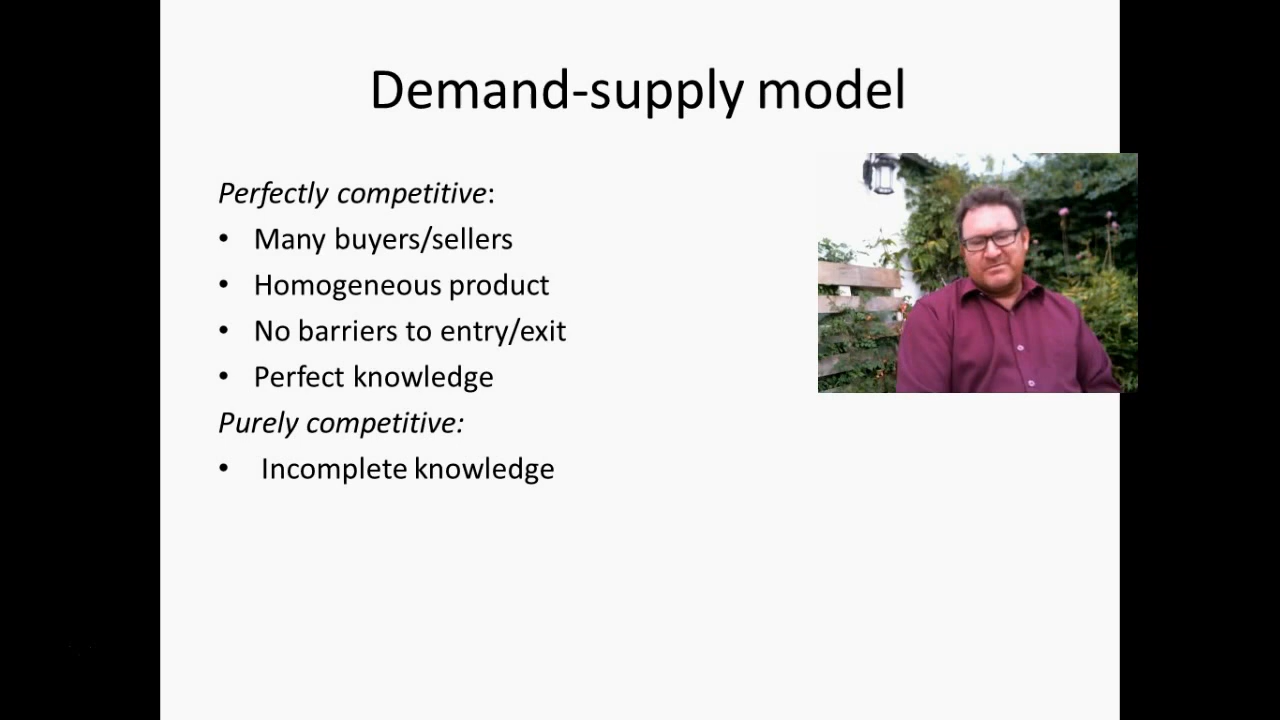 Demand-supply model
Perfectly competitive:
• Many buyers/sellers
• Homogeneous product
• No barriers to entry/exit
• Perfect knowledge
Purely competitive:
• Incomplete knowledge